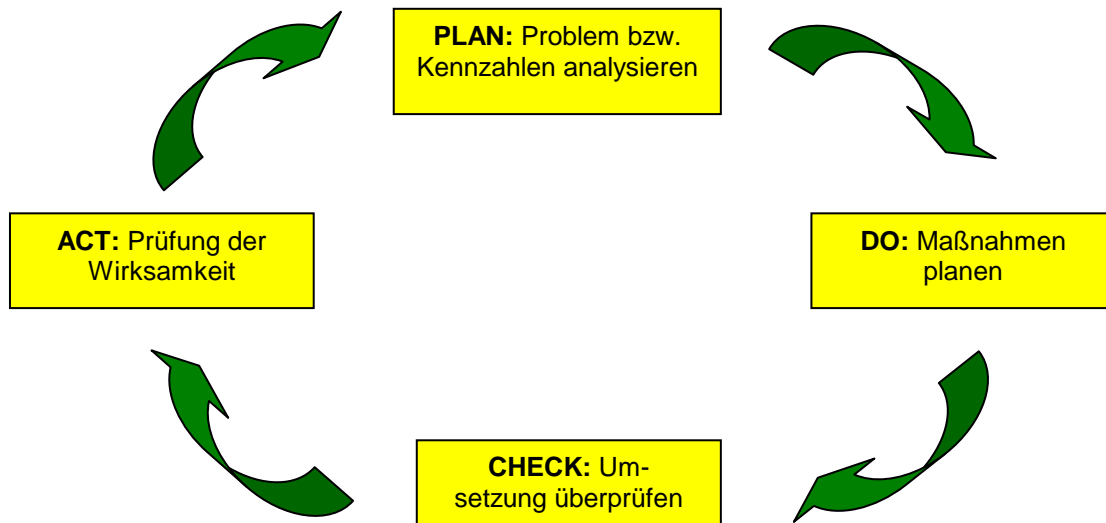 PLAN: Problem bzw.
Kennzahlen analysieren
ACT: Prüfung der
Wirksamkeit
DO: Maßnahmen
planen
CHECK: Um-
setzung überprüfen